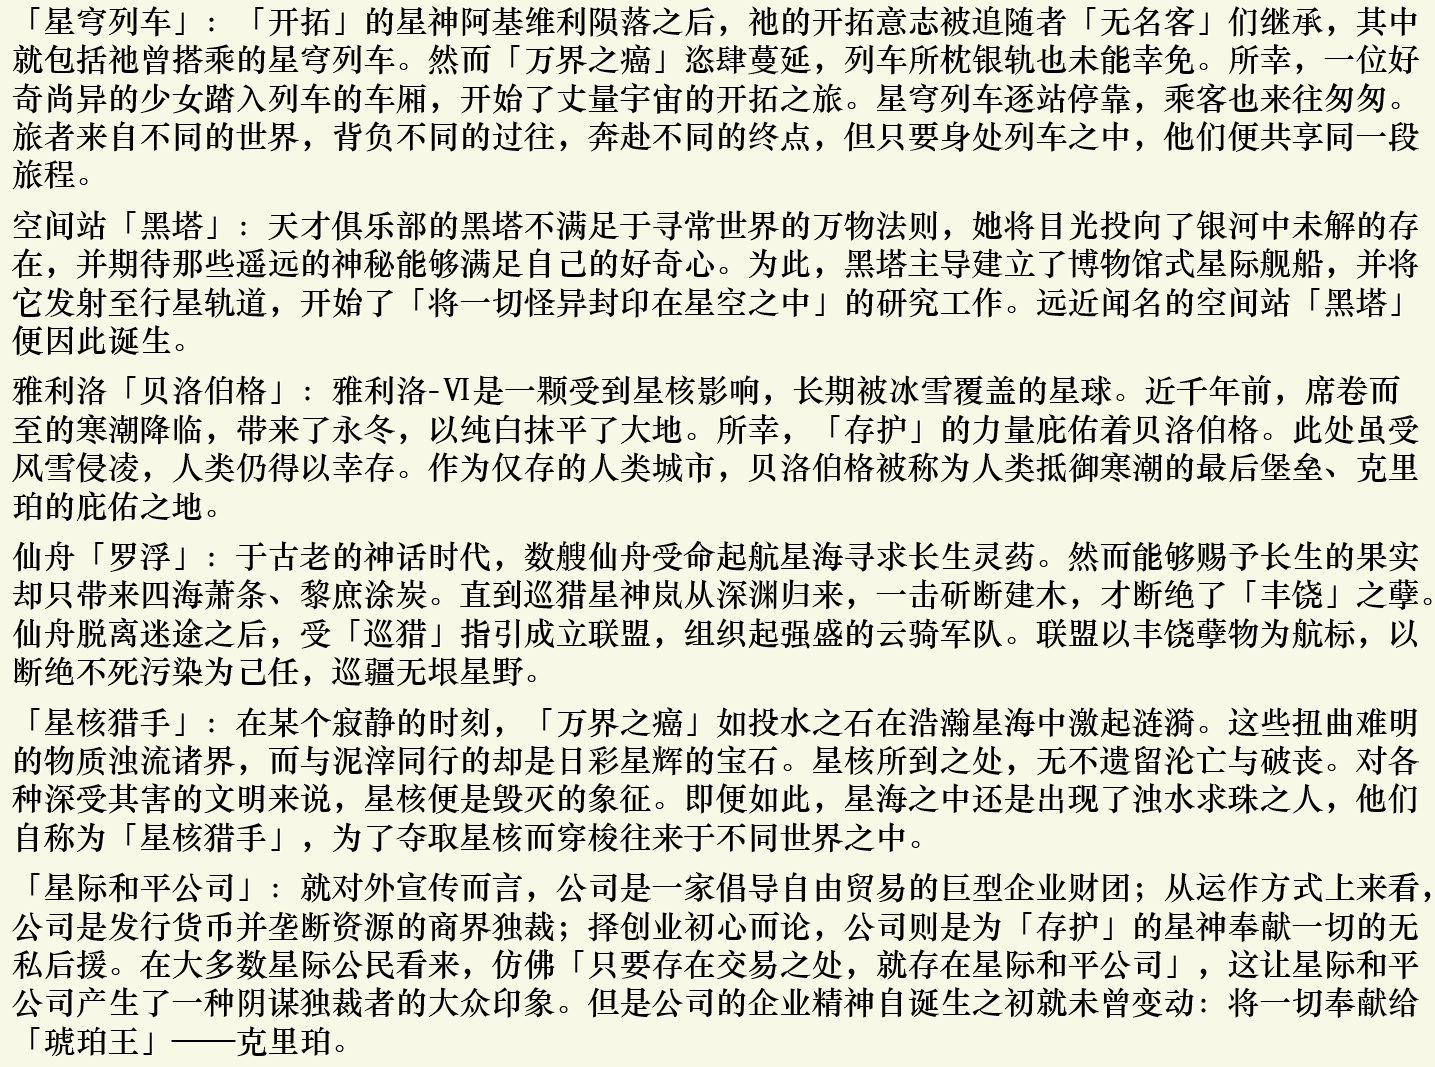 「星穹列车」：「开拓」的星神阿基维利陨落之后，祂的开拓意志被追随者「无名客」们继承，其中
就包括祂曾搭乘的星穹列车。然而「万界之癌」恣肆蔓延，列车所枕银轨也未能幸免。所幸，一位好
奇尚异的少女踏入列车的车厢，开始了丈量宇宙的开拓之旅。星穹列车逐站停靠，乘客也来往匆匆。
旅者来自不同的世界，背负不同的过往，奔赴不同的终点，但只要身处列车之中，他们便共享同一段
旅程。
空间站「黑塔」：天才俱乐部的黑塔不满足于寻常世界的万物法则，她将目光投向了银河中未解的存
在，并期待那些遥远的神秘能够满足自己的好奇心。为此，黑塔主导建立了博物馆式星际舰船，并将
它发射至行星轨道，开始了「将一切怪异封印在星空之中」的研究工作。远近闻名的空间站「黑塔」
便因此诞生。
雅利洛「贝洛伯格」：雅利洛-Ⅵ是一颗受到星核影响，长期被冰雪覆盖的星球。近千年前，席卷而
至的寒潮降临，带来了永冬，以纯白抹平了大地。所幸，「存护」的力量庇佑着贝洛伯格。此处虽受
风雪侵凌，人类仍得以幸存。作为仅存的人类城市，贝洛伯格被称为人类抵御寒潮的最后堡垒、克里
珀的庇佑之地。
仙舟「罗浮」：于古老的神话时代，数艘仙舟受命起航星海寻求长生灵药。然而能够赐予长生的果实
却只带来四海萧条、黎庶涂炭。直到巡猎星神岚从深渊归来，一击斫断建木，才断绝了「丰饶」之孽。
仙舟脱离迷途之后，受「巡猎」指引成立联盟，组织起强盛的云骑军队。联盟以丰饶孽物为航标，以
断绝不死污染为己任，巡疆无垠星野。
「星核猎手」：在某个寂静的时刻，「万界之癌」如投水之石在浩瀚星海中激起涟漪。这些扭曲难明
的物质浊流诸界，而与泥滓同行的却是日彩星辉的宝石。星核所到之处，无不遗留沦亡与破丧。对各
种深受其害的文明来说，星核便是毁灭的象征。即便如此，星海之中还是出现了浊水求珠之人，他们
自称为「星核猎手」，为了夺取星核而穿梭往来于不同世界之中。
「星际和平公司」：就对外宣传而言，公司是一家倡导自由贸易的巨型企业财团；从运作方式上来看，
公司是发行货币并垄断资源的商界独裁；择创业初心而论，公司则是为「存护」的星神奉献一切的无
私后援。在大多数星际公民看来，仿佛「只要存在交易之处，就存在星际和平公司」，这让星际和平
公司产生了一种阴谋独裁者的大众印象。但是公司的企业精神自诞生之初就未曾变动：将一切奉献给
「琥珀王」——克里珀。